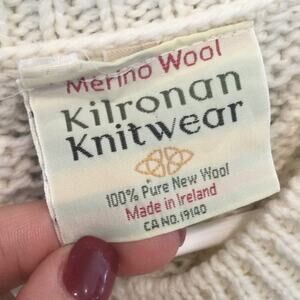 Merino Wool
Kilronan
Knitwear
100% Pure New Wool
Made in Ireland
CA NO.19140